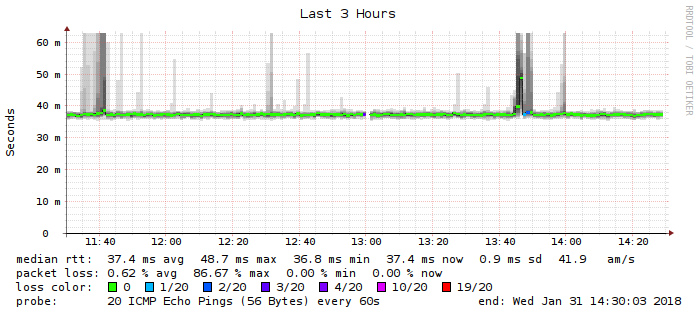 Last 3 Hours
RRDTOOL / TOBI OETIKER
Seconds
60 m
50 m
40 m
30 m
20 m
10 m
0
11:40 12:00 12:20 12:40 13:00 13:20 13:40 14:00 14:20
median rtt: 37.4 ms avg 48.7 ms max 36.8 ms min 37.4 ms now 0.9 ms sd 41.9 am/s
packet loss: 0.62 % avg 86.67 % max 0.00 % min 0.00 % now
loss color: 0 1/20 2/20 3/20 4/20 10/20 19/20
probe: 20 ICMP Echo Pings (56 Bytes) every 60s end: Wed Jan 31 14:30:03 2018